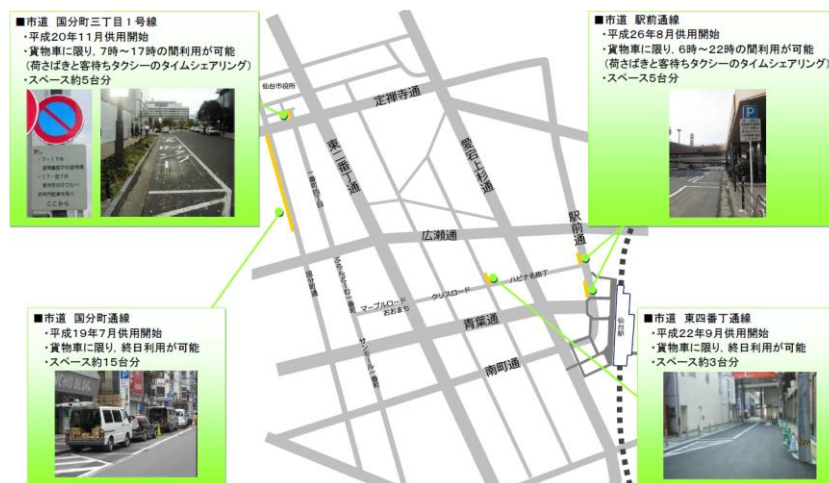 ■市道 国分町三丁目1号線
・平成20年11月供用開始
・貨物車に限り，7時～17時の間利用が可能
（荷さばきと客待ちタクシーのタイムシェアリング）
・スペース約5台分
■市道 駅前通線
・平成26年8月供用開始
・貨物車に限り，6時～22時の間利用が可能
（荷さばきと客待ちタクシーのタイムシェアリング）
・スペース5台分
仙台市役所
定禅寺通
東二番丁通
愛宕上杉通
一番町四丁目
広瀬通
駅前通
国分町通
ぶらんどーむ一番町
マーブルロード
おおまち
クリスロード
ハピナ名掛丁
サンモール一番町
青葉通
南町通
仙台駅
■市道 国分町通線
・平成19年7月供用開始
・貨物車に限り，終日利用が可能
・スペース約15台分
■市道 東四番丁通線
・平成22年9月供用開始
・貨物車に限り，終日利用が可能
・スペース約3台分
ここから
P